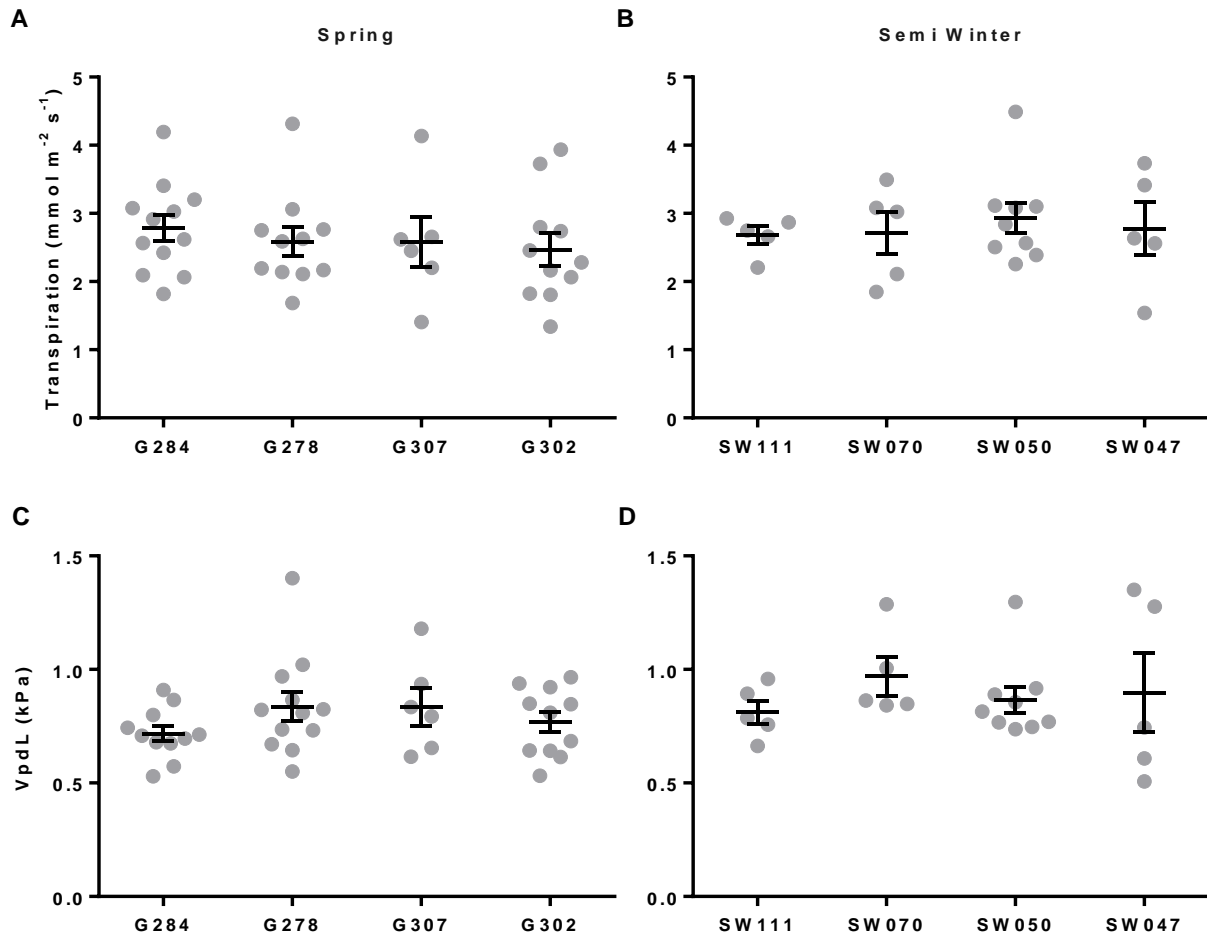 A
Spring
B
Semi Winter
Transpiration (mmol m-2 s-1)
5
4
3
2
1
0
G284 G278 G307 G302
5
4
3
2
1
0
SW111 SW070 SW050 SW047
C
D
VpdL (kPa)
1.5
1.0
0.5
0.0
G284 G278 G307 G302
1.5
1.0
0.5
0.0
SW111 SW070 SW050 SW047